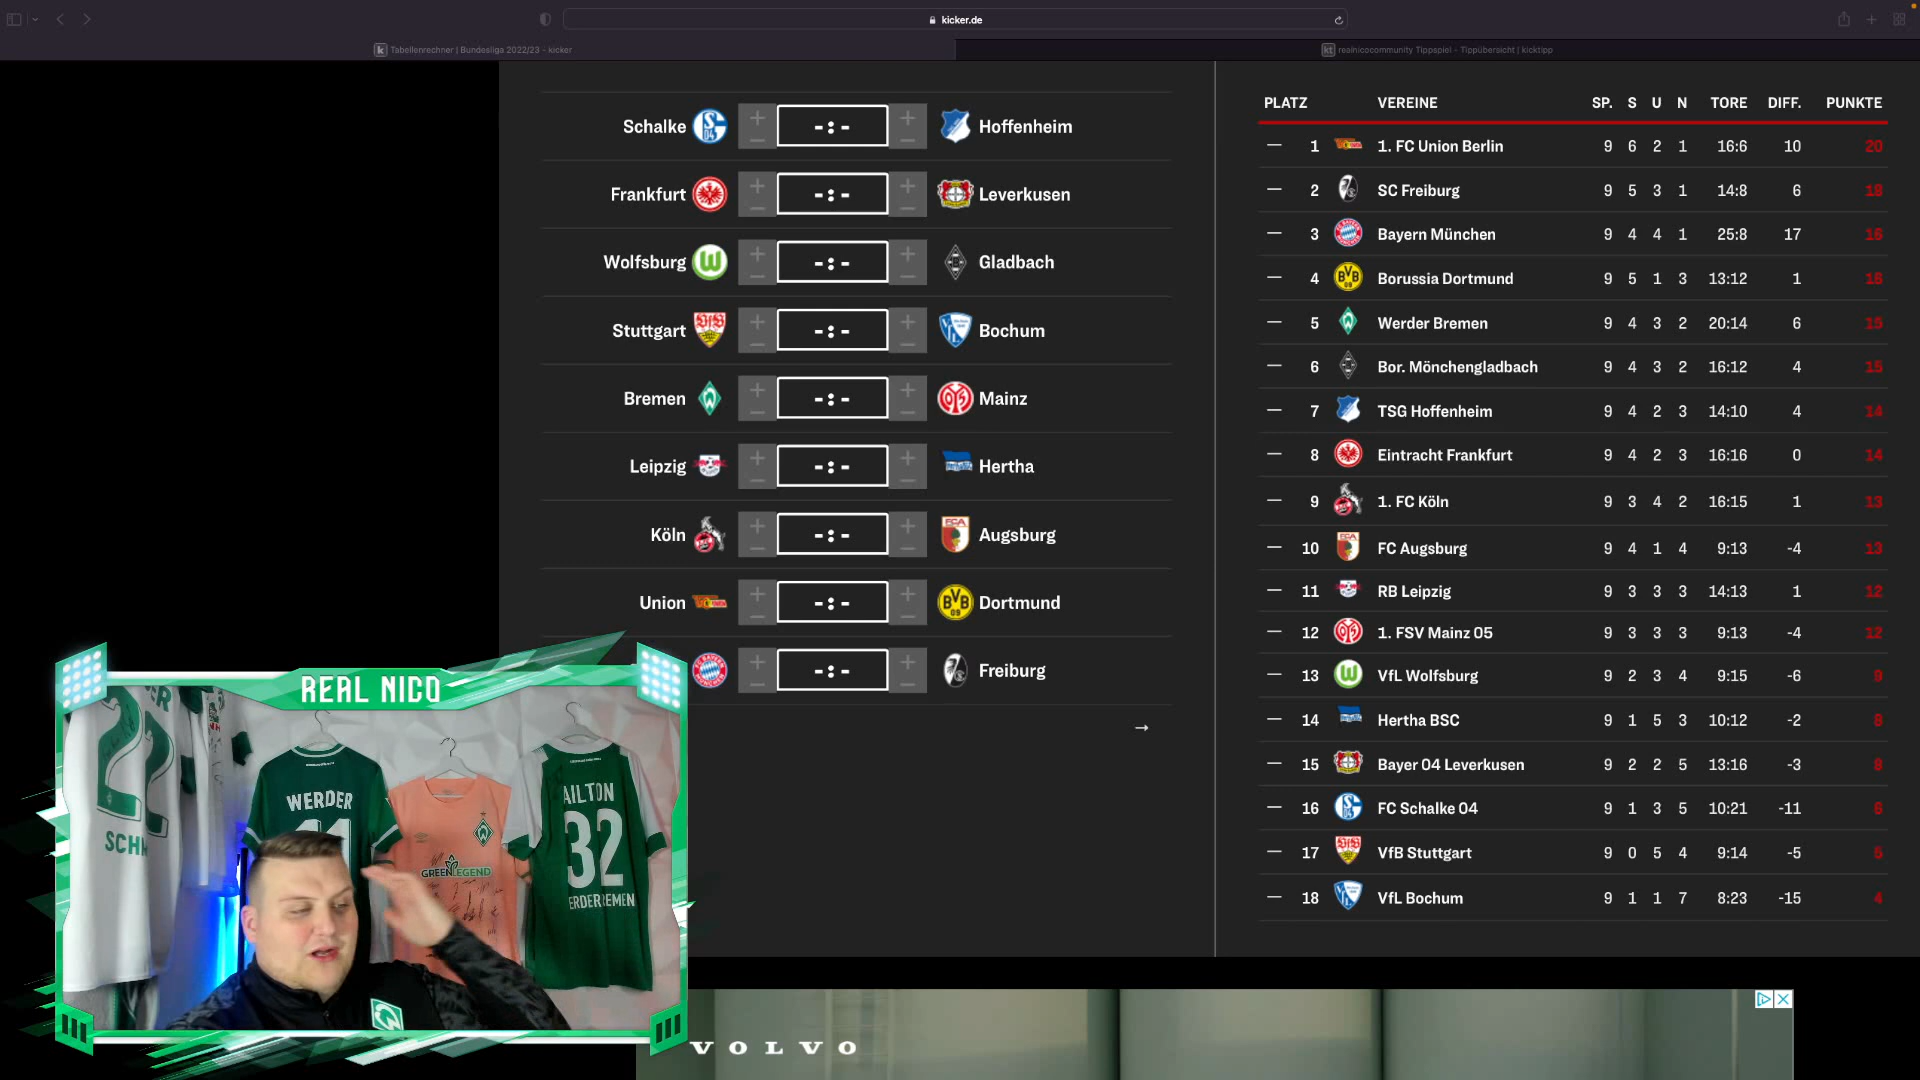 kicker.de
Tabellenrechner | Bundesliga 2022/23 - kicker
realnicocommunity Tippspiel - Tippübersicht | kicktipp
Schalke - : - Hoffenheim
Frankfurt - : - Leverkusen
Wolfsburg - : - Gladbach
Stuttgart - : - Bochum
Bremen - : - Mainz
Leipzig - : - Hertha
Köln - : - Augsburg
Union - : - Dortmund
- : - Freiburg
→
PLATZ VEREINE SP. S U N TORE DIFF. PUNKTE
— 1 1. FC Union Berlin 9 6 2 1 16:6 10 20
— 2 SC Freiburg 9 5 3 1 14:8 6 18
— 3 Bayern München 9 4 4 1 25:8 17 16
— 4 Borussia Dortmund 9 5 1 3 13:12 1 16
— 5 Werder Bremen 9 4 3 2 20:14 6 15
— 6 Bor. Mönchengladbach 9 4 3 2 16:12 4 15
— 7 TSG Hoffenheim 9 4 2 3 14:10 4 14
— 8 Eintracht Frankfurt 9 4 2 3 16:16 0 14
— 9 1. FC Köln 9 3 4 2 16:15 1 13
— 10 FC Augsburg 9 4 1 4 9:13 -4 13
— 11 RB Leipzig 9 3 3 3 14:13 1 12
— 12 1. FSV Mainz 05 9 3 3 3 9:13 -4 12
— 13 VfL Wolfsburg 9 2 3 4 9:15 -6 9
— 14 Hertha BSC 9 1 5 3 10:12 -2 8
— 15 Bayer 04 Leverkusen 9 2 2 5 13:16 -3 8
— 16 FC Schalke 04 9 1 3 5 10:21 -11 6
— 17 VfB Stuttgart 9 0 5 4 9:14 -5 5
— 18 VfL Bochum 9 1 1 7 8:23 -15 4
REAL NICO
22
SCHM
WERDER
11
GREEN LEGEND
AILTON
32
ERDERBEMEN
VOLVO